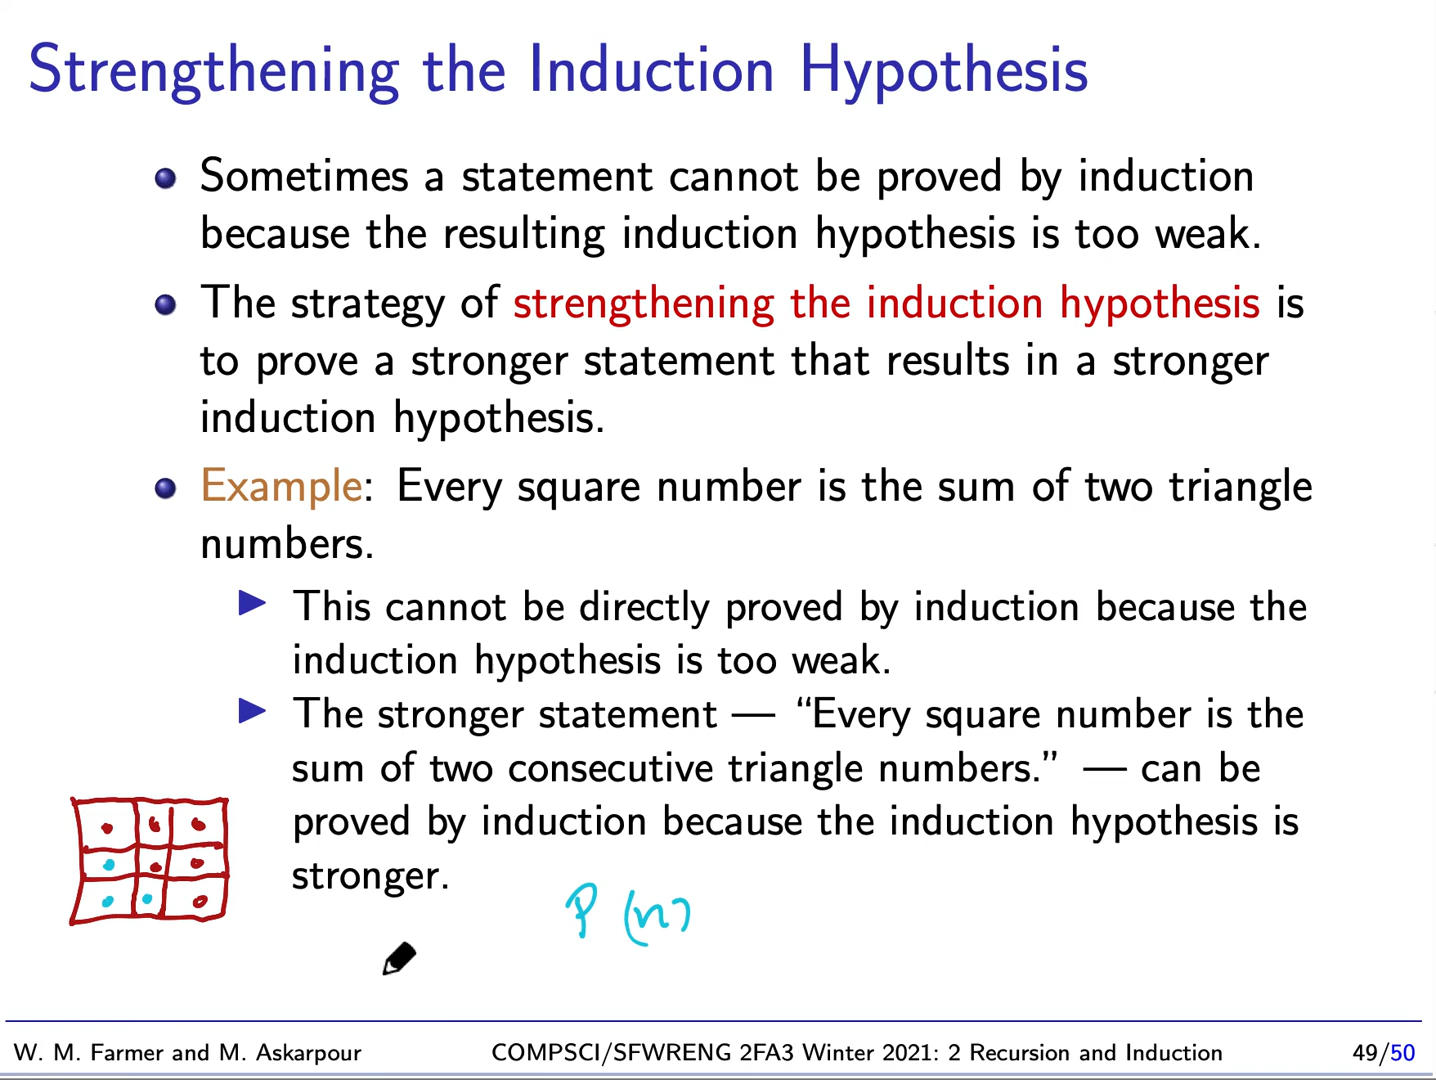 Strengthening the Induction Hypothesis
Sometimes a statement cannot be proved by induction
because the resulting induction hypothesis is too weak.
The strategy of strengthening the induction hypothesis is
to prove a stronger statement that results in a stronger
induction hypothesis.
Example: Every square number is the sum of two triangle
numbers.
This cannot be directly proved by induction because the
induction hypothesis is too weak.
The stronger statement — “Every square number is the
sum of two consecutive triangle numbers.” — can be
proved by induction because the induction hypothesis is
stronger.
P(n)
W. M. Farmer and M. Askarpour COMPSCI/SFWRENG 2FA3 Winter 2021: 2 Recursion and Induction 49/50